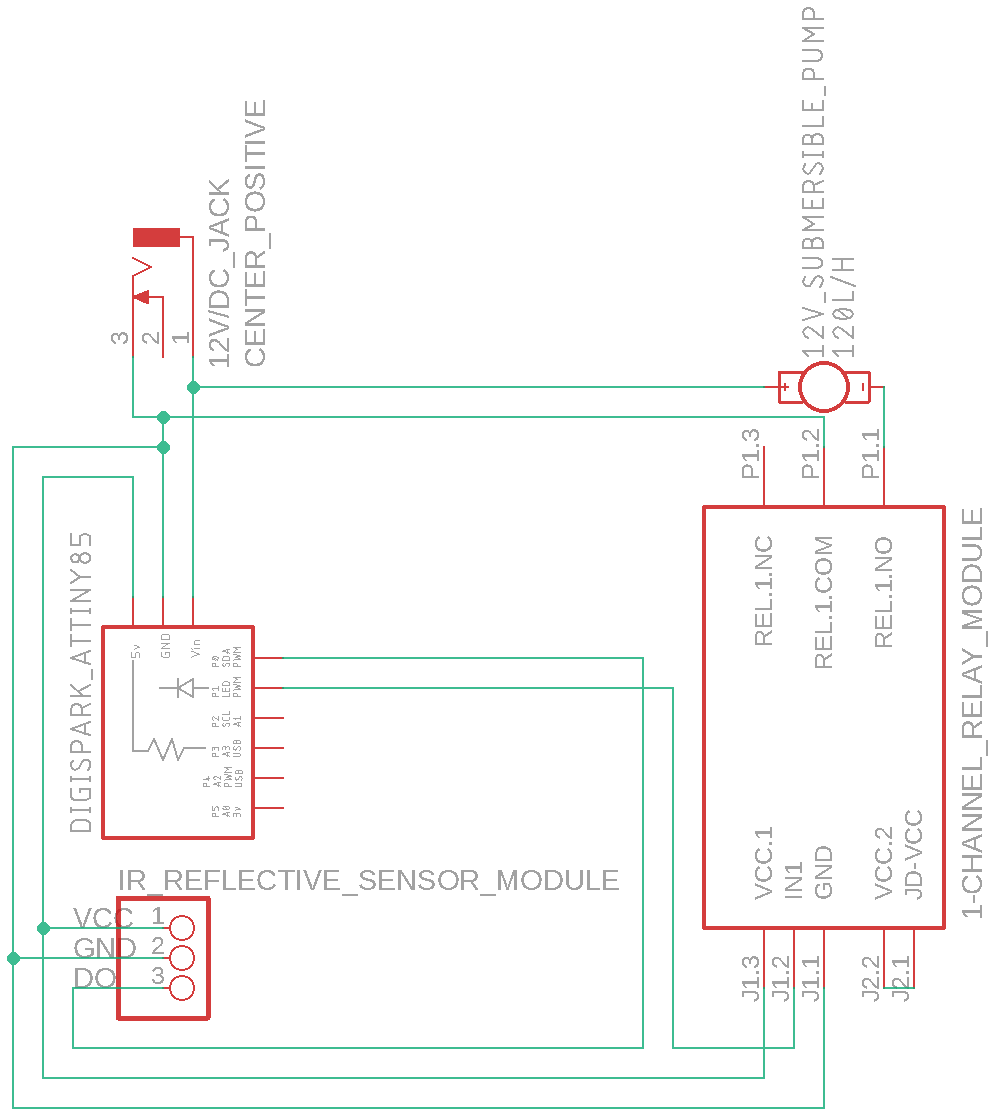 12V_SUBMERSIBLE_PUMP
120L/H
12V/DC_JACK
CENTER_POSITIVE
3
2
1
+
-
P1.3
P1.2
P1.1
REL.1.NC
REL.1.COM
REL.1.NO
1-CHANNEL_RELAY_MODULE
VCC.1
IN1
GND
VCC.2
JD-VCC
J1.3
J1.2
J1.1
J2.2
J2.1
DIGISPARK_ATTINY85
5v
GND
Vin
P0
SDA
PWM
P1
LED
PWM
P2
SCL
A1
P3
A3
USB
P4
A2
PWM
USB
P5
A0
3v
IR_REFLECTIVE_SENSOR_MODULE
VCC 1
GND 2
DO 3